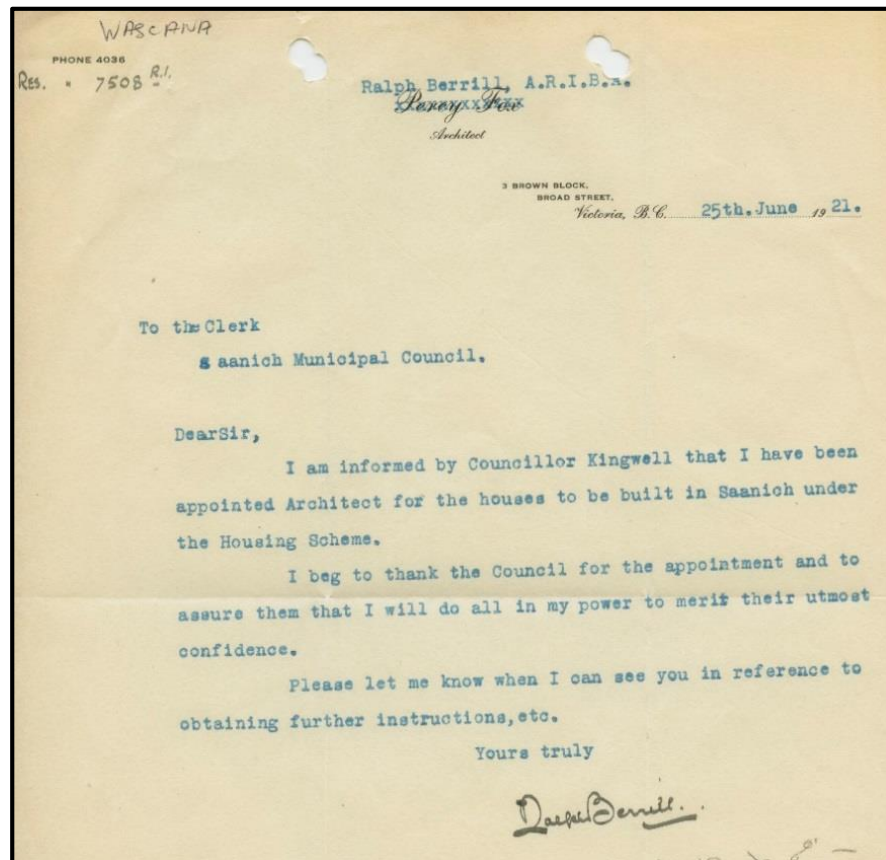 WASCANA
PHONE 4036
RES. " 7508 R.1.
Ralph Berrill, A.R.I.B.A.
Percy Fox
Architect
3 BROWN BLOCK,
BROAD STREET,
Victoria, B.C. 25th.June 1921.
To the Clerk
Saanich Municipal Council.
DearSir,
I am informed by Councillor Kingwell that I have been
appointed Architect for the houses to be built in Saanich under
the Housing Scheme.
I beg to thank the Council for the appointment and to
assure them that I will do all in my power to merit their utmost
confidence.
Please let me know when I can see you in reference to
obtaining further instructions,etc.
Yours truly
Ralph Berrill.